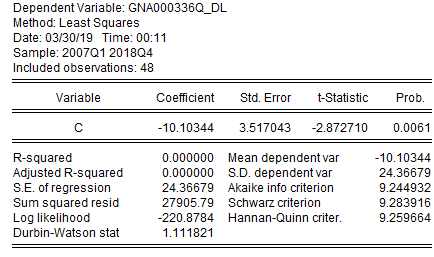 Dependent Variable: GNA000336Q_DL
Method: Least Squares
Date: 03/30/19 Time: 00:11
Sample: 2007Q1 2018Q4
Included observations: 48
Variable Coefficient Std. Error t-Statistic Prob.
C -10.10344 3.517043 -2.872710 0.0061
R-squared 0.000000 Mean dependent var -10.10344
Adjusted R-squared 0.000000 S.D. dependent var 24.36679
S.E. of regression 24.36679 Akaike info criterion 9.244932
Sum squared resid 27905.79 Schwarz criterion 9.283916
Log likelihood -220.8784 Hannan-Quinn criter. 9.259664
Durbin-Watson stat 1.111821